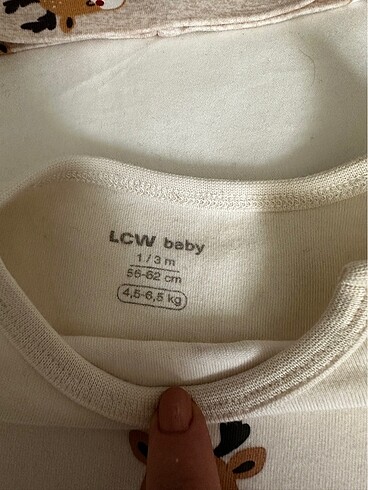 LCW baby
1 / 3 m
56-62 cm
4,5-6,5 kg